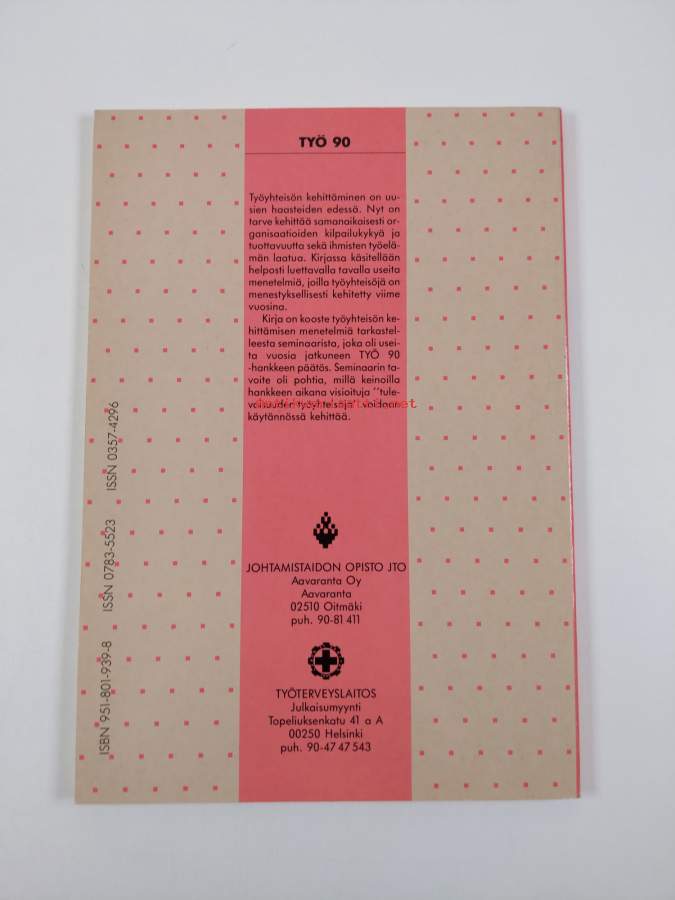 TYÖ 90
Työyhteisön kehittäminen on uu-
sien haasteiden edessä. Nyt on
tarve kehittää samanaikaisesti or-
ganisaatioiden kilpailukykyä ja
tuottavuutta sekä ihmisten työelä-
män laatua. Kirjassa käsitellään
helposti luettavalla tavalla useita
menetelmiä, joilla työyhteisöjä on
menestyksellisesti kehitetty viime
vuosina.
Kirja on kooste työyhteisön ke-
hittämisen menetelmiä tarkastel-
leesta seminaarista, joka oli usei-
ta vuosia jatkuneen TYÖ 90
-hankkeen päätös. Seminaarin ta-
voite oli pohtia, millä keinoilla
hankkeen aikana visioituja "tule-
vaisuuden työyhteisöjä" voidaan
käytännössä kehittää.
JOHTAMISTAIDON OPISTO JTO
Aavaranta Oy
Aavaranta
02510 Oitmäki
puh. 90-81 411
TYÖTERVEYSLAITOS
Julkaisumyynti
Topeliuksenkatu 41 a A
00250 Helsinki
puh. 90-47 47 543
ISBN 951-801-939-8
ISSN 0783-5523
ISSN 0357-4296